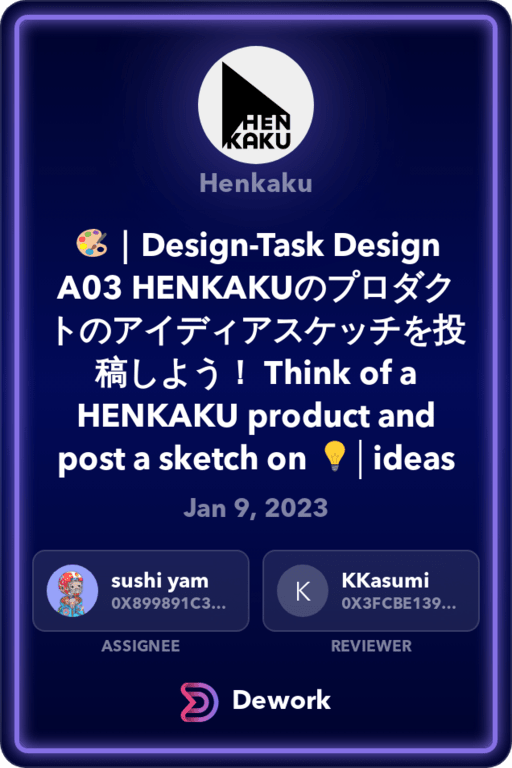 HEN
KAKU
Henkaku
🎨 | Design-Task Design
A03 HENKAKUのプロダク
トのアイディアスケッチを投
稿しよう！ Think of a
HENKAKU product and
post a sketch on 💡│ideas
Jan 9, 2023
sushi yam
0X899891C3...
K
KKasumi
0X3FCBE139...
ASSIGNEE
REVIEWER
Dework